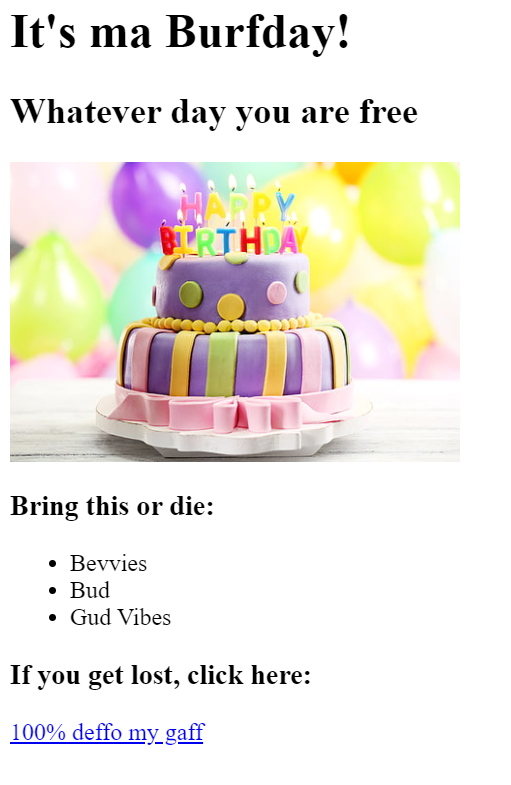 It's ma Burfday!
Whatever day you are free
HAPPY
BIRTHDAY
Bring this or die:
Bevvies
Bud
Gud Vibes
If you get lost, click here:
100% deffo my gaff